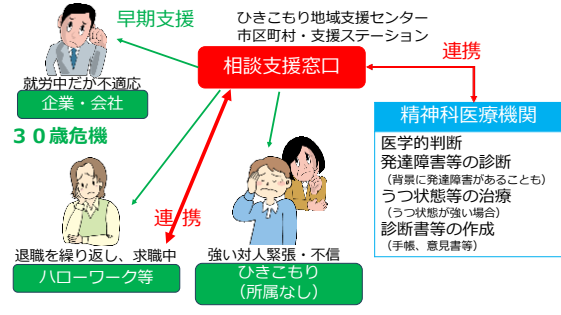 早期支援
ひきこもり地域支援センター
市区町村・支援ステーション
相談支援窓口
連携
就労中だが不適応
企業・会社
３０歳危機
精神科医療機関
医学的判断
発達障害等の診断
（背景に発達障害があることも）
うつ状態等の治療
（うつ状態が強い場合）
診断書等の作成
（手帳、意見書等）
連携
退職を繰り返し、求職中
ハローワーク等
強い対人緊張・不信
ひきこもり
（所属なし）